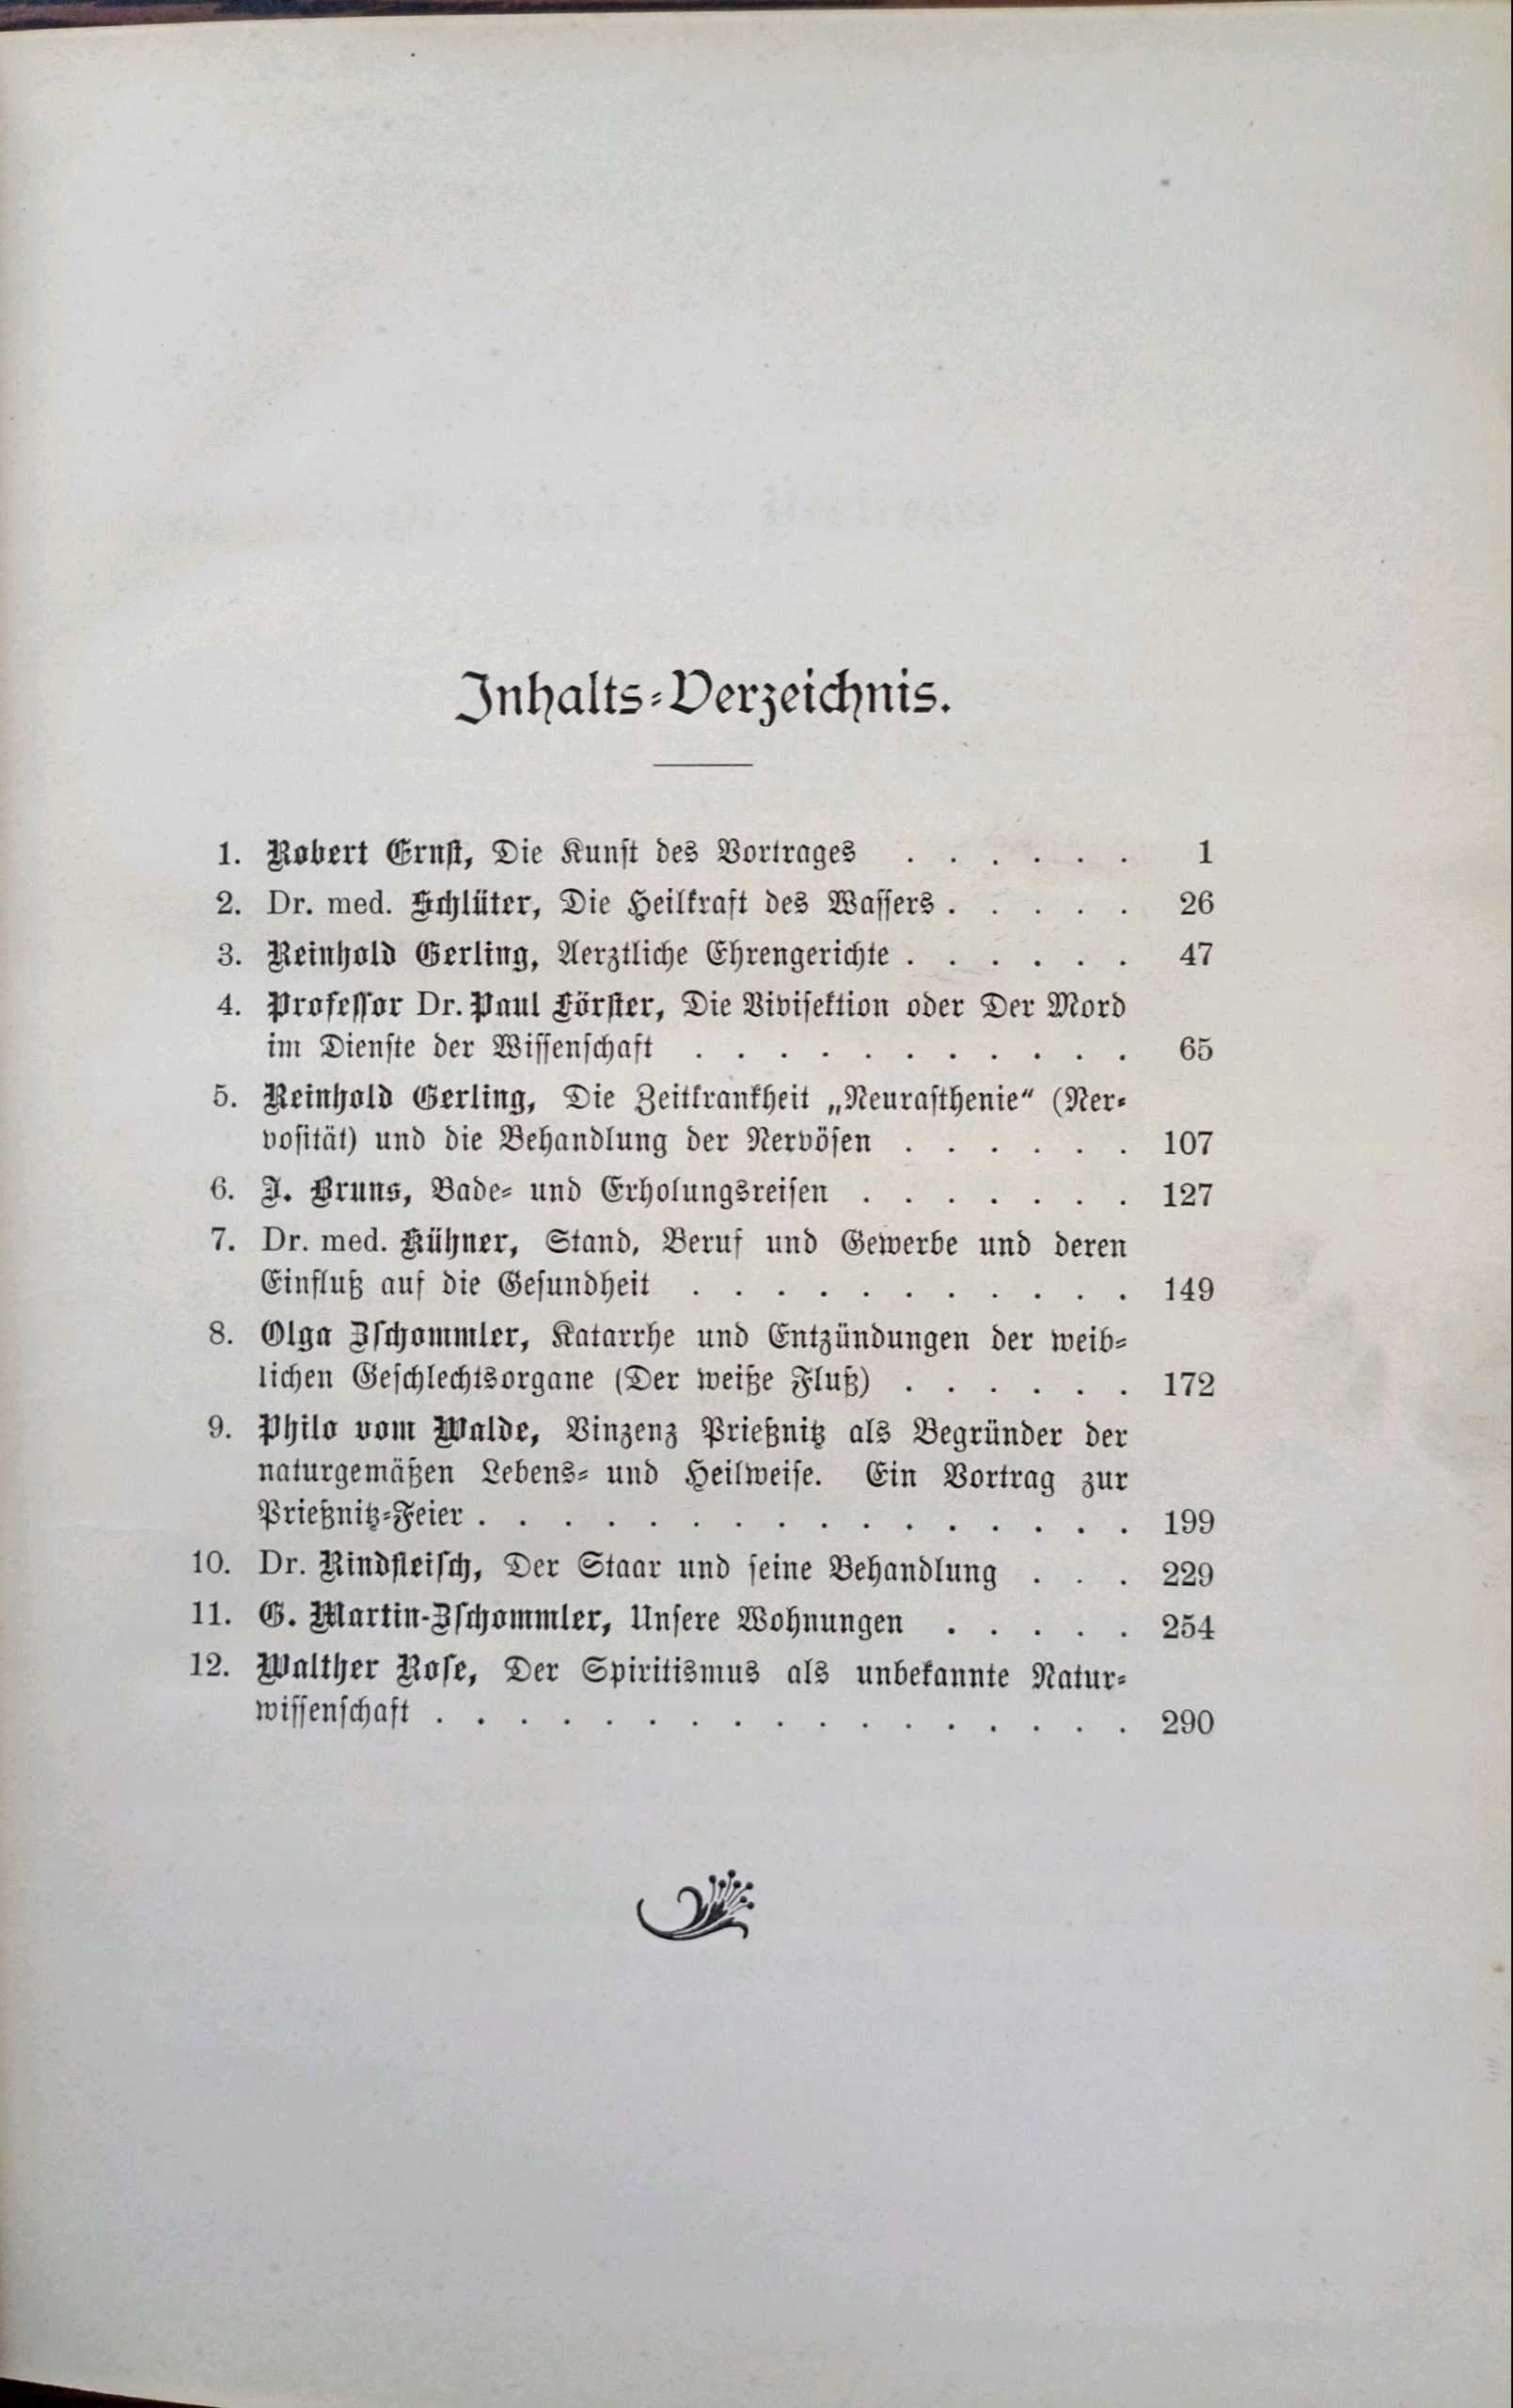 Inhalts-Verzeichnis.
1. Robert Ernst, Die Kunst des Vortrages . . . . . . 1
2. Dr. med. Schlüter, Die Heilkraft des Wassers . . . . . 26
3. Reinhold Gerling, Aerztliche Ehrengerichte . . . . . . 47
4. Professor Dr. Paul Förster, Die Vivisektion oder Der Mord
im Dienste der Wissenschaft . . . . . . . . . . . 65
5. Reinhold Gerling, Die Zeitkrankheit „Neurasthenie“ (Ner-
vosität) und die Behandlung der Nervösen . . . . . . 107
6. J. Bruns, Bade- und Erholungsreisen . . . . . . . 127
7. Dr. med. Kühner, Stand, Beruf und Gewerbe und deren
Einfluß auf die Gesundheit . . . . . . . . . . . 149
8. Olga Zschommler, Katarrhe und Entzündungen der weib-
lichen Geschlechtsorgane (Der weiße Fluß) . . . . . . 172
9. Philo vom Walde, Vinzenz Prießnitz als Begründer der
naturgemäßen Lebens- und Heilweise. Ein Vortrag zur
Prießnitz-Feier . . . . . . . . . . . . . . . . 199
10. Dr. Rindfleisch, Der Staar und seine Behandlung . . . 229
11. G. Martin-Zschommler, Unsere Wohnungen . . . . . 254
12. Walther Rose, Der Spiritismus als unbekannte Natur-
wissenschaft . . . . . . . . . . . . . . . . . 290